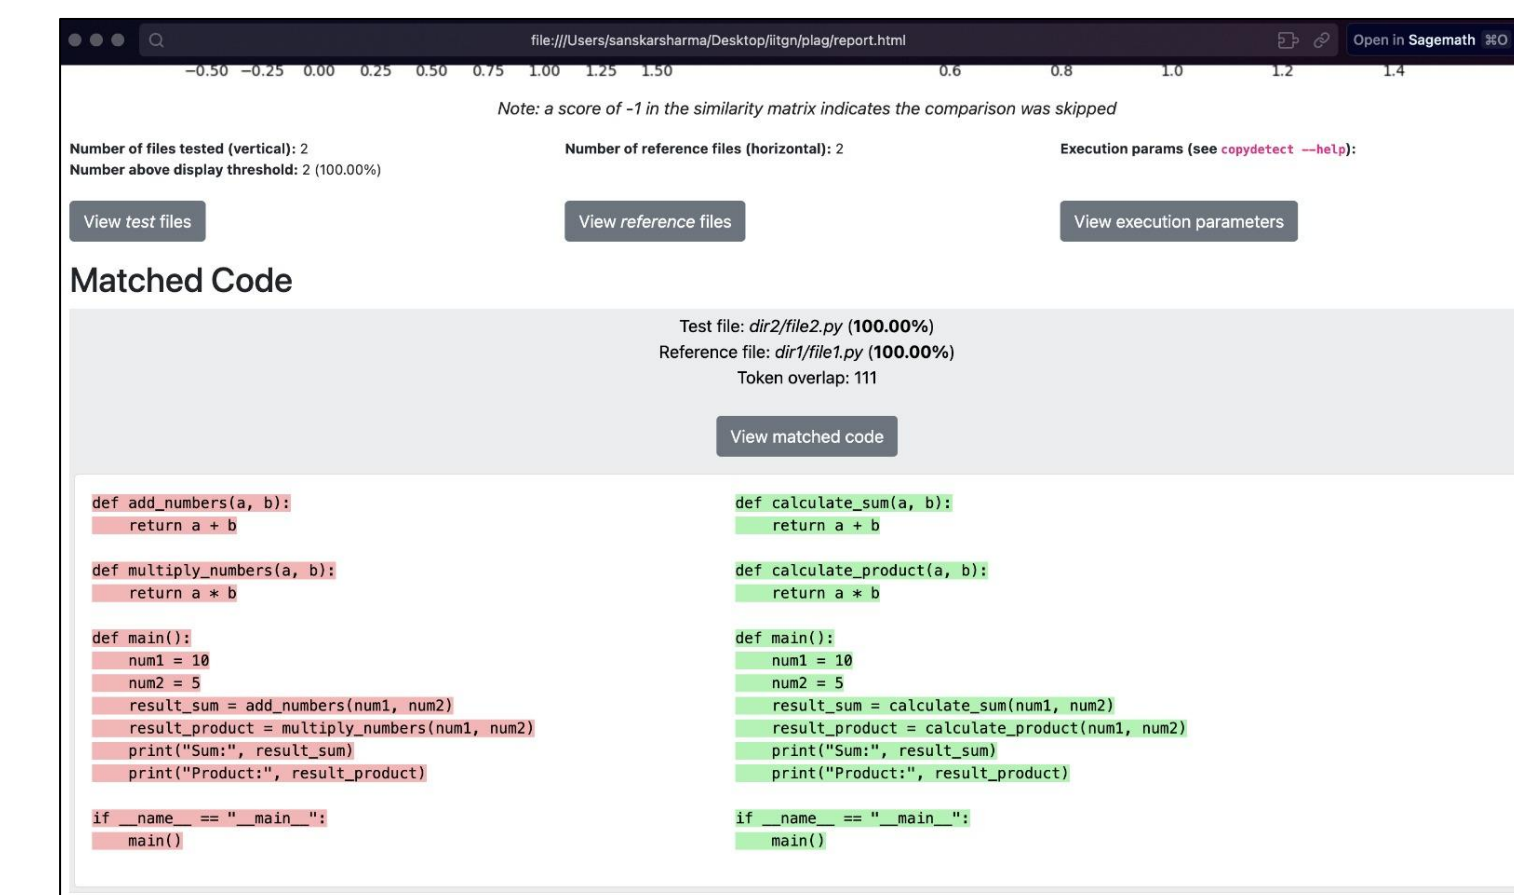 file:///Users/sanskarsharma/Desktop/iitgn/plag/report.html
Open in Sagemath ⌘O
−0.50 −0.25 0.00 0.25 0.50 0.75 1.00 1.25 1.50
0.6 0.8 1.0 1.2 1.4
Note: a score of -1 in the similarity matrix indicates the comparison was skipped
Number of files tested (vertical): 2
Number above display threshold: 2 (100.00%)
Number of reference files (horizontal): 2
Execution params (see copydetect --help):
View test files
View reference files
View execution parameters
Matched Code
Test file: dir2/file2.py (100.00%)
Reference file: dir1/file1.py (100.00%)
Token overlap: 111
View matched code
def add_numbers(a, b):
    return a + b
def multiply_numbers(a, b):
    return a * b
def main():
    num1 = 10
    num2 = 5
    result_sum = add_numbers(num1, num2)
    result_product = multiply_numbers(num1, num2)
    print("Sum:", result_sum)
    print("Product:", result_product)
if __name__ == "__main__":
    main()
def calculate_sum(a, b):
    return a + b
def calculate_product(a, b):
    return a * b
def main():
    num1 = 10
    num2 = 5
    result_sum = calculate_sum(num1, num2)
    result_product = calculate_product(num1, num2)
    print("Sum:", result_sum)
    print("Product:", result_product)
if __name__ == "__main__":
    main()